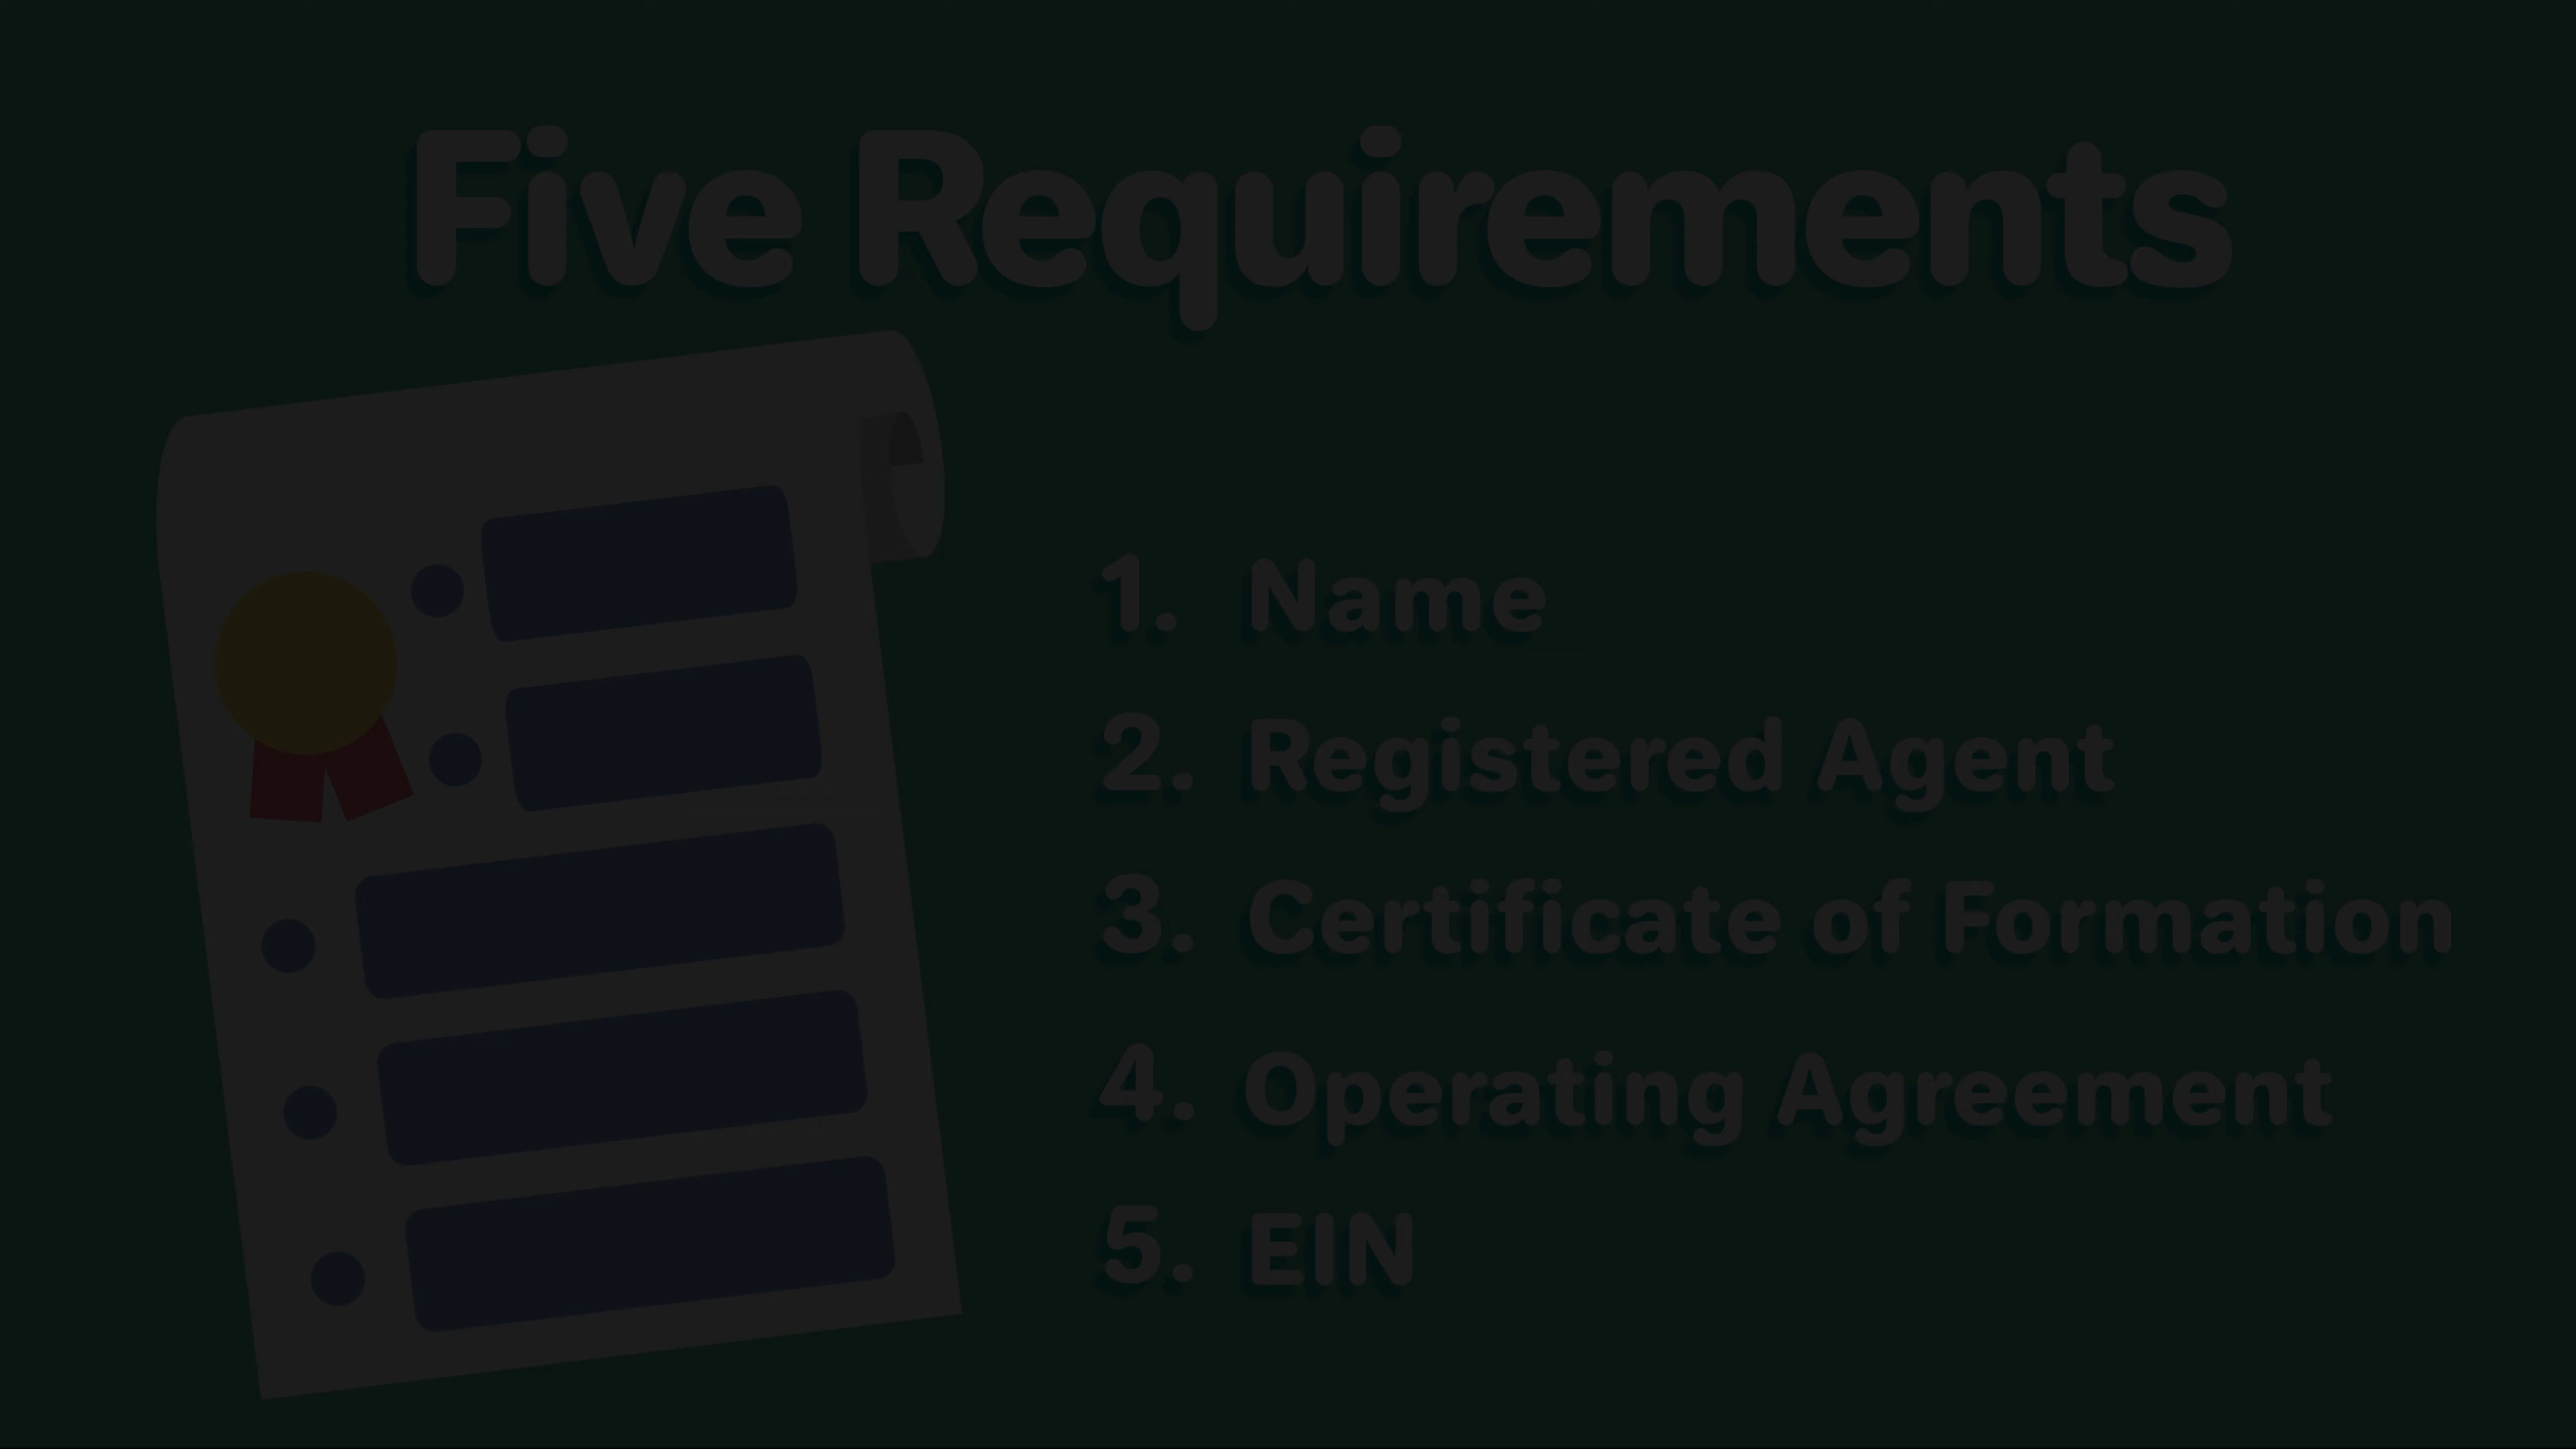 Five Requirements
1. Name
2. Registered Agent
3. Certificate of Formation
4. Operating Agreement
5. EIN